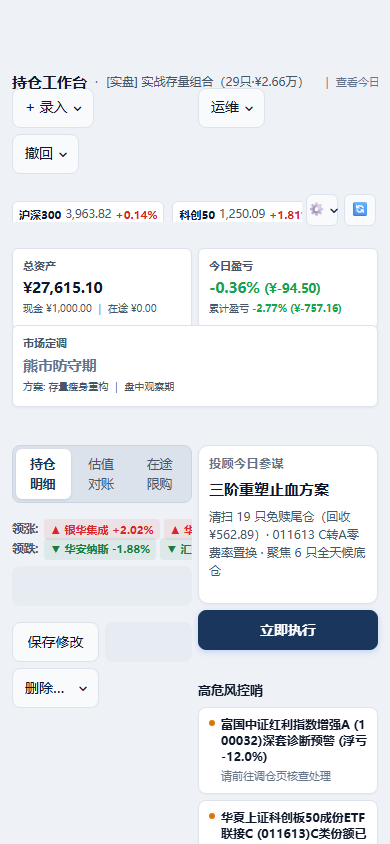 持仓工作台 · [实盘] 实战存量组合（29只·¥2.66万） | 查看今日
+ 录入
运维
撤回
沪深300 3,963.82 +0.14%
科创50 1,250.09 +1.81
总资产
¥27,615.10
现金 ¥1,000.00 | 在途 ¥0.00
今日盈亏
-0.36% (¥-94.50)
累计盈亏 -2.77% (¥-757.16)
市场定调
熊市防守期
方案: 存量瘦身重构 | 盘中观察期
持仓
明细
估值
对账
在途
限购
领涨: ▲ 银华集成 +2.02% ▲ 华
领跌: ▼ 华安纳斯 -1.88% ▼ 汇
保存修改
删除...
投顾今日参谋
三阶重塑止血方案
清扫 19 只免赎尾仓（回收
¥562.89）· 011613 C转A零
费率置换 · 聚焦 6 只全天候底
仓
立即执行
高危风控哨
富国中证红利指数增强A (1
00032)深套诊断预警 (浮亏
-12.0%)
请前往调仓页核查处理
华夏上证科创板50成份ETF
联接C (011613)C类份额已